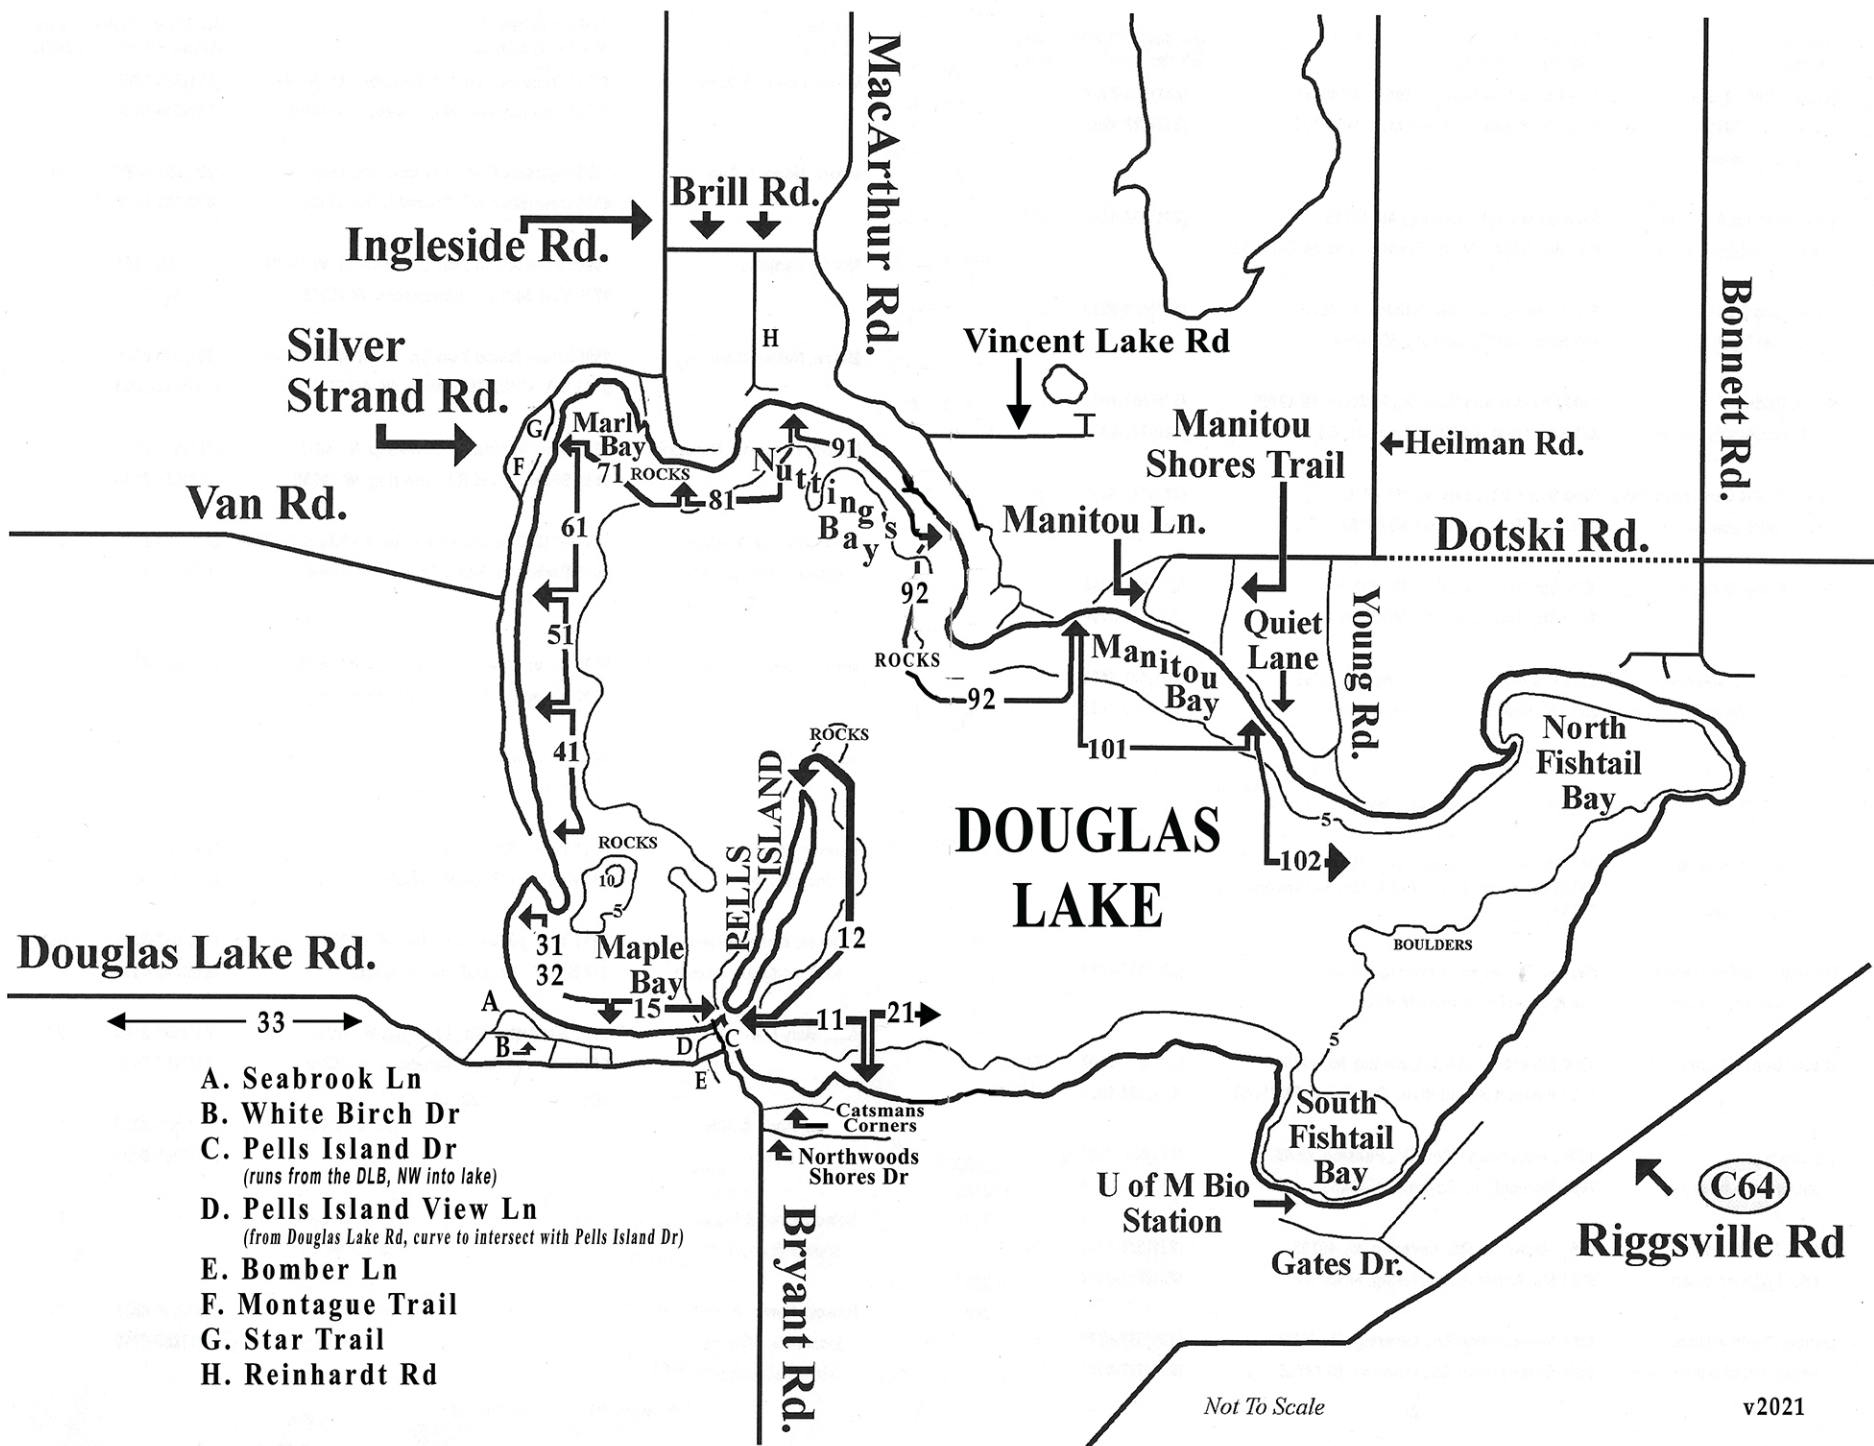 MacArthur Rd.
Brill Rd.
Ingleside Rd.
Silver
Strand Rd.
H
Vincent Lake Rd
Bonnett Rd.
Manitou
Shores Trail
Heilman Rd.
G
F
Marl
Bay
71
ROCKS
81
91
Nuttings
Bay
Van Rd.
61
Manitou Ln.
Dotski Rd.
92
51
Quiet
Lane
Young Rd.
ROCKS
92
Manitou
Bay
41
101
ROCKS
PELLS
ISLAND
North
Fishtail
Bay
DOUGLAS
LAKE
5
102
ROCKS
10
5
12
BOULDERS
Douglas Lake Rd.
31
32
Maple
Bay
15
A
33
B
C
D
E
11
21
5
A. Seabrook Ln
B. White Birch Dr
C. Pells Island Dr
(runs from the DLB, NW into lake)
D. Pells Island View Ln
(from Douglas Lake Rd, curve to intersect with Pells Island Dr)
E. Bomber Ln
F. Montague Trail
G. Star Trail
H. Reinhardt Rd
Catsmans
Corners
Northwoods
Shores Dr
Bryant Rd.
South
Fishtail
Bay
U of M Bio
Station
Gates Dr.
C64
Riggsville Rd
Not To Scale
v2021